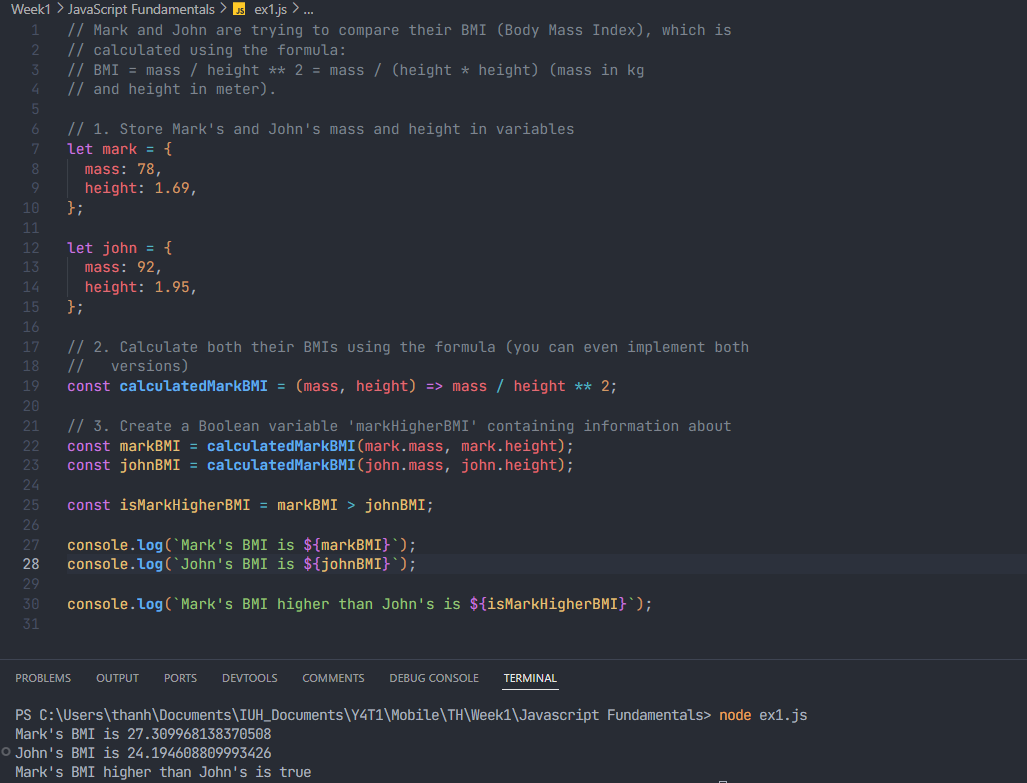 Week1 > JavaScript Fundamentals > JS ex1.js > ...
1 // Mark and John are trying to compare their BMI (Body Mass Index), which is
2 // calculated using the formula:
3 // BMI = mass / height ** 2 = mass / (height * height) (mass in kg
4 // and height in meter).
5
6 // 1. Store Mark's and John's mass and height in variables
7 let mark = {
8   mass: 78,
9   height: 1.69,
10 };
11
12 let john = {
13   mass: 92,
14   height: 1.95,
15 };
16
17 // 2. Calculate both their BMIs using the formula (you can even implement both
18 //   versions)
19 const calculatedMarkBMI = (mass, height) => mass / height ** 2;
20
21 // 3. Create a Boolean variable 'markHigherBMI' containing information about
22 const markBMI = calculatedMarkBMI(mark.mass, mark.height);
23 const johnBMI = calculatedMarkBMI(john.mass, john.height);
24
25 const isMarkHigherBMI = markBMI > johnBMI;
26
27 console.log(`Mark's BMI is ${markBMI}`);
28 console.log(`John's BMI is ${johnBMI}`);
29
30 console.log(`Mark's BMI higher than John's is ${isMarkHigherBMI}`);
31
PROBLEMS OUTPUT PORTS DEVTOOLS COMMENTS DEBUG CONSOLE TERMINAL
PS C:\Users\thanh\Documents\IUH_Documents\Y4T1\Mobile\TH\Week1\Javascript Fundamentals> node ex1.js
Mark's BMI is 27.309968138370508
John's BMI is 24.194608809993426
Mark's BMI higher than John's is true